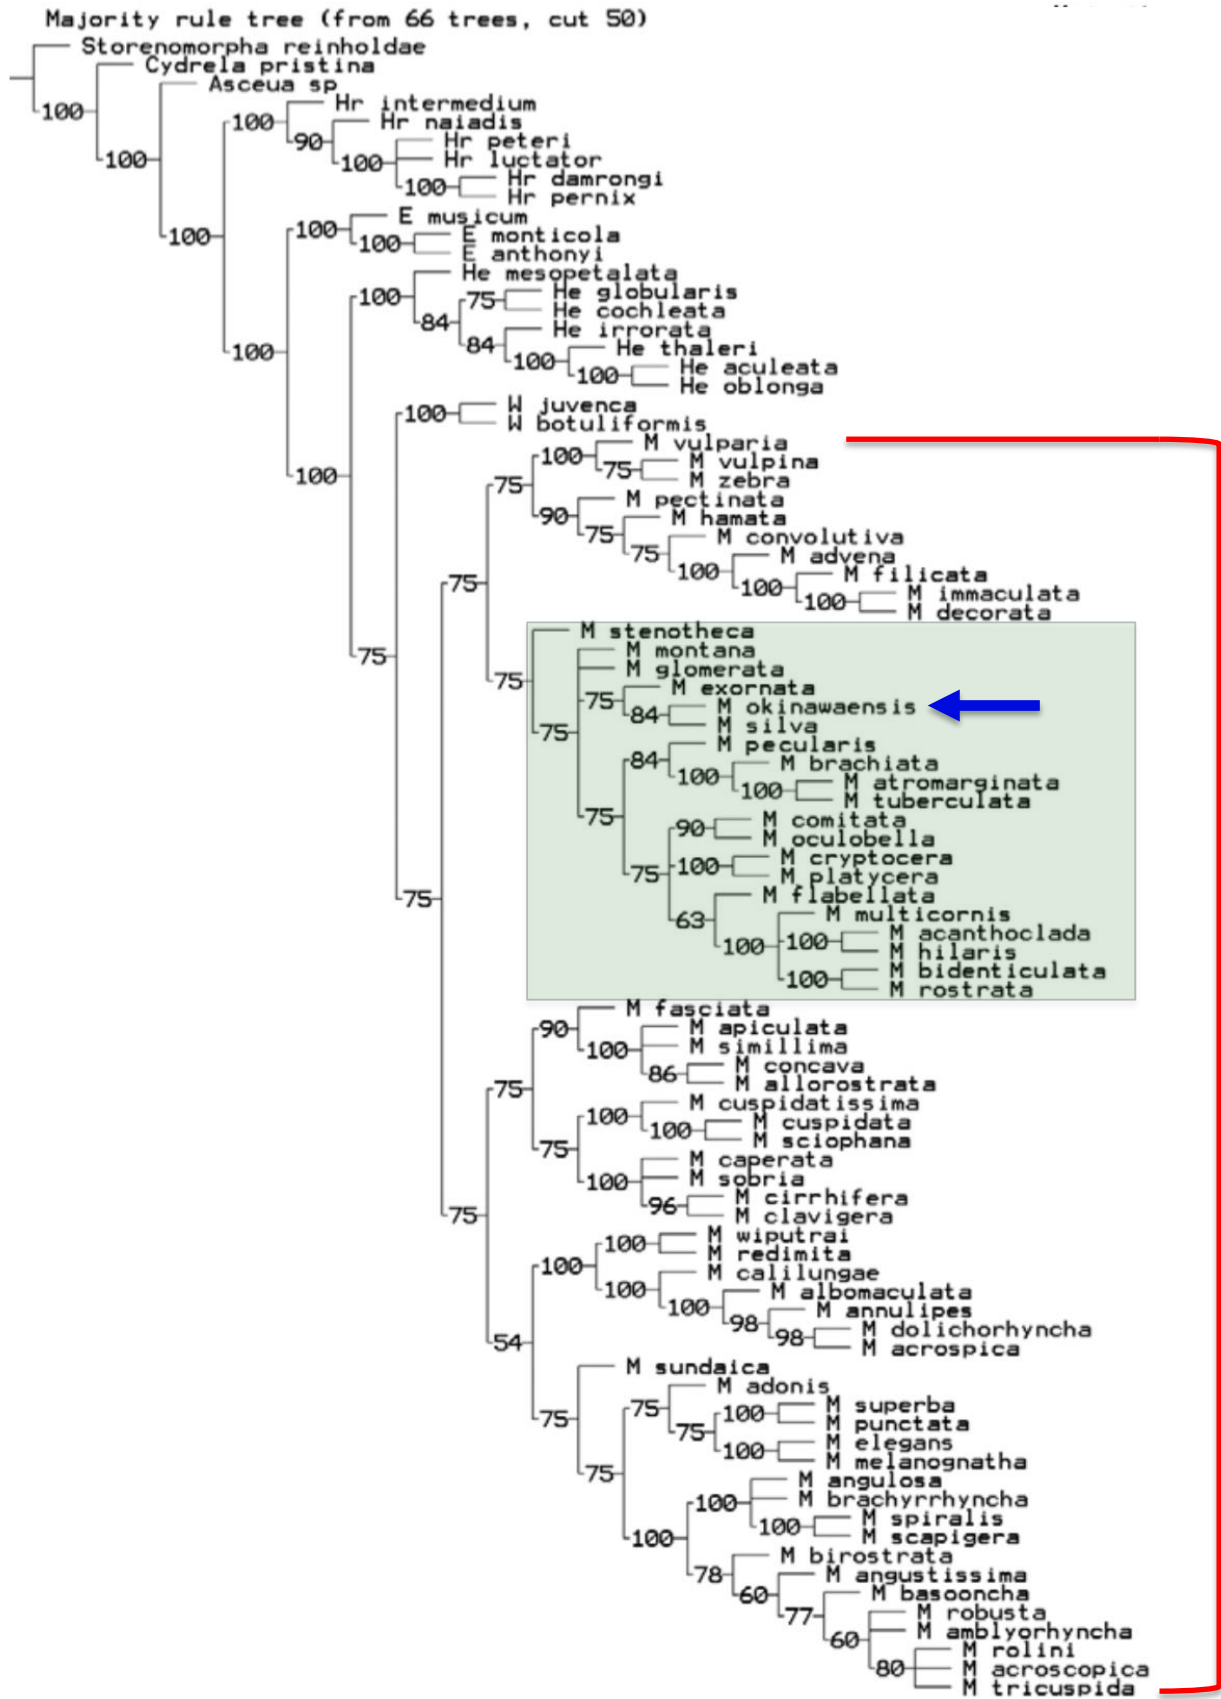 Majority rule tree (from 66 trees, cut 50)
Storenomorpha reinholdae
Cydrela pristina
Asceua sp
100
Hr intermedium
100
Hr naiadis
90
Hr peteri
100
Hr luctator
100
Hr damrongi
100
Hr pernix
E musicum
100
100
E monticola
100
E anthonyi
He mesopetalata
75
He globularis
100
He cochleata
84
He irrorata
84
He thaleri
100
100
He aculeata
100
He oblonga
W juvenca
100
W botuliformis
M vulparia
100
M vulpina
75
M zebra
75
100
M pectinata
90
M hamata
75
M convolutiva
75
M advena
100
M filicata
75
100
M immaculata
100
M decorata
M stenotheca
M montana
75
M glomerata
75
M exornata
75
M okinawaensis
84
M silva
75
M pecularis
84
M brachiata
100
M atromarginata
100
M tuberculata
75
M comitata
90
M oculobella
M cryptocera
100
75
M platycera
M flabellata
75
M multicornis
63
M acanthoclada
100
100
M hilaris
M bidenticulata
100
M rostrata
M fasciata
90
M apiculata
100
M simillima
M concava
86
M allorostrata
75
M cuspidatissima
100
M cuspidata
100
M sciophana
75
M caperata
100
M sobria
M cirrhifera
96
M clavigera
75
M wiputrai
100
M redimita
100
M calilungae
100
M albomaculata
100
M annulipes
98
M dolichorhyncha
98
54
M acrospica
M sundaica
M adonis
75
M superba
100
75
M punctata
75
M elegans
100
M melanognatha
75
M angulosa
100
M brachyrrhyncha
M spiralis
100
100
M scapigera
M birostrata
78
M angustissima
60
M basooncha
77
M robusta
60
M amblyorhyncha
M rolini
80
M acroscopica
M tricuspida